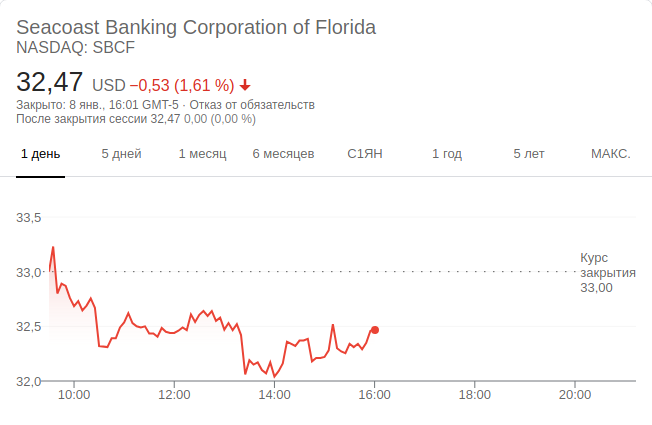 Seacoast Banking Corporation of Florida
NASDAQ: SBCF
32,47 USD −0,53 (1,61 %)
Закрыто: 8 янв., 16:01 GMT-5 · Отказ от обязательств
После закрытия сессии 32,47 0,00 (0,00 %)
1 день 5 дней 1 месяц 6 месяцев С1ЯН 1 год 5 лет МАКС.
33,5
33,0
32,5
32,0
Курс
закрытия
33,00
10:00 12:00 14:00 16:00 18:00 20:00